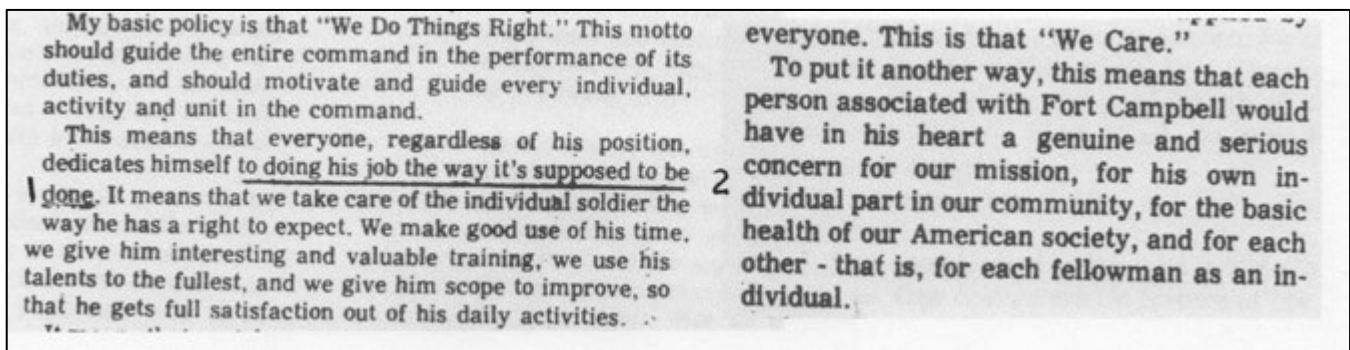 My basic policy is that "We Do Things Right." This motto
should guide the entire command in the performance of its
duties, and should motivate and guide every individual,
activity and unit in the command.
This means that everyone, regardless of his position,
dedicates himself to doing his job the way it's supposed to be
1 done. It means that we take care of the individual soldier the
way he has a right to expect. We make good use of his time,
we give him interesting and valuable training, we use his
talents to the fullest, and we give him scope to improve, so
that he gets full satisfaction out of his daily activities.
by
everyone. This is that "We Care."
To put it another way, this means that each
person associated with Fort Campbell would
have in his heart a genuine and serious
2 concern for our mission, for his own in-
dividual part in our community, for the basic
health of our American society, and for each
other - that is, for each fellowman as an in-
dividual.